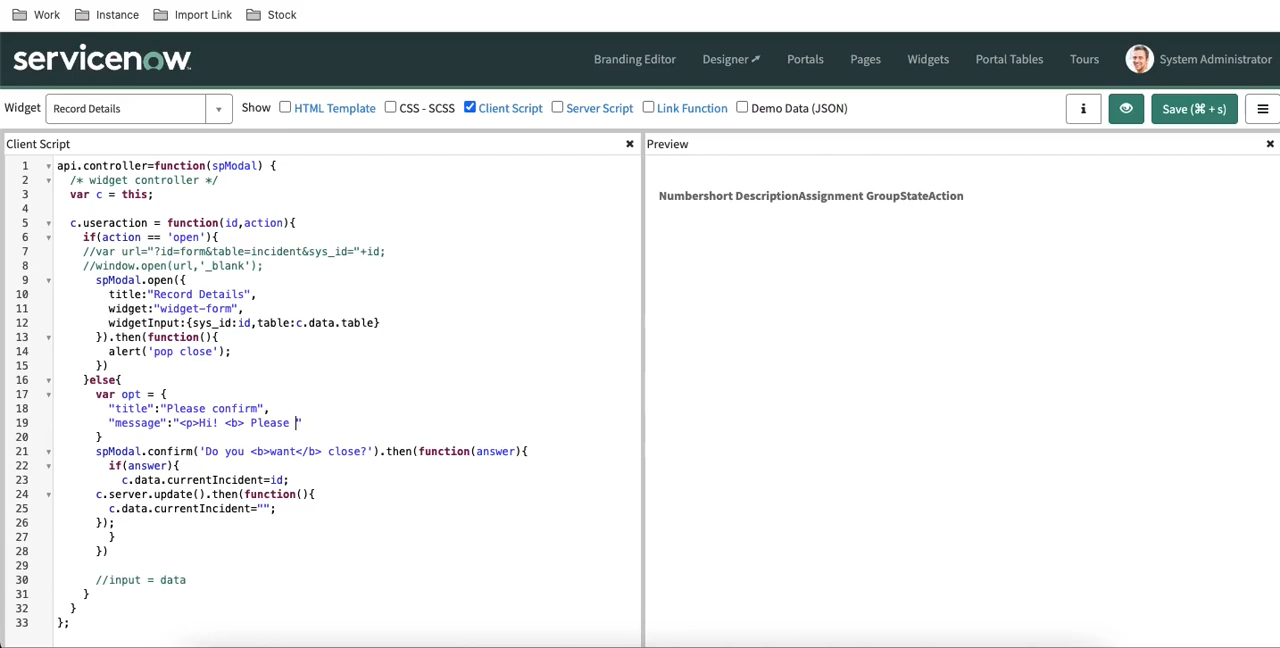 Work Instance Import Link Stock
servicenow Branding Editor Designer Portals Pages Widgets Portal Tables Tours System Administrator
Widget Record Details Show HTML Template CSS - SCSS Client Script Server Script Link Function Demo Data (JSON) i Save (⌘ + s)
Client Script
Preview
1 api.controller=function(spModal) {
2 /* widget controller */
3 var c = this;
4
5 c.useraction = function(id,action){
6 if(action == 'open'){
7 //var url="?id=form&table=incident&sys_id="+id;
8 //window.open(url,'_blank');
9 spModal.open({
10 title:"Record Details",
11 widget:"widget-form",
12 widgetInput:{sys_id:id,table:c.data.table}
13 }).then(function(){
14 alert('pop close');
15 })
16 }else{
17 var opt = {
18 "title":"Please confirm",
19 "message":"<p>Hi! <b> Please "
20 }
21 spModal.confirm('Do you <b>want</b> close?').then(function(answer){
22 if(answer){
23 c.data.currentIncident=id;
24 c.server.update().then(function(){
25 c.data.currentIncident="";
26 });
27 }
28 })
29
30 //input = data
31 }
32 }
33 };
Numbershort DescriptionAssignment GroupStateAction